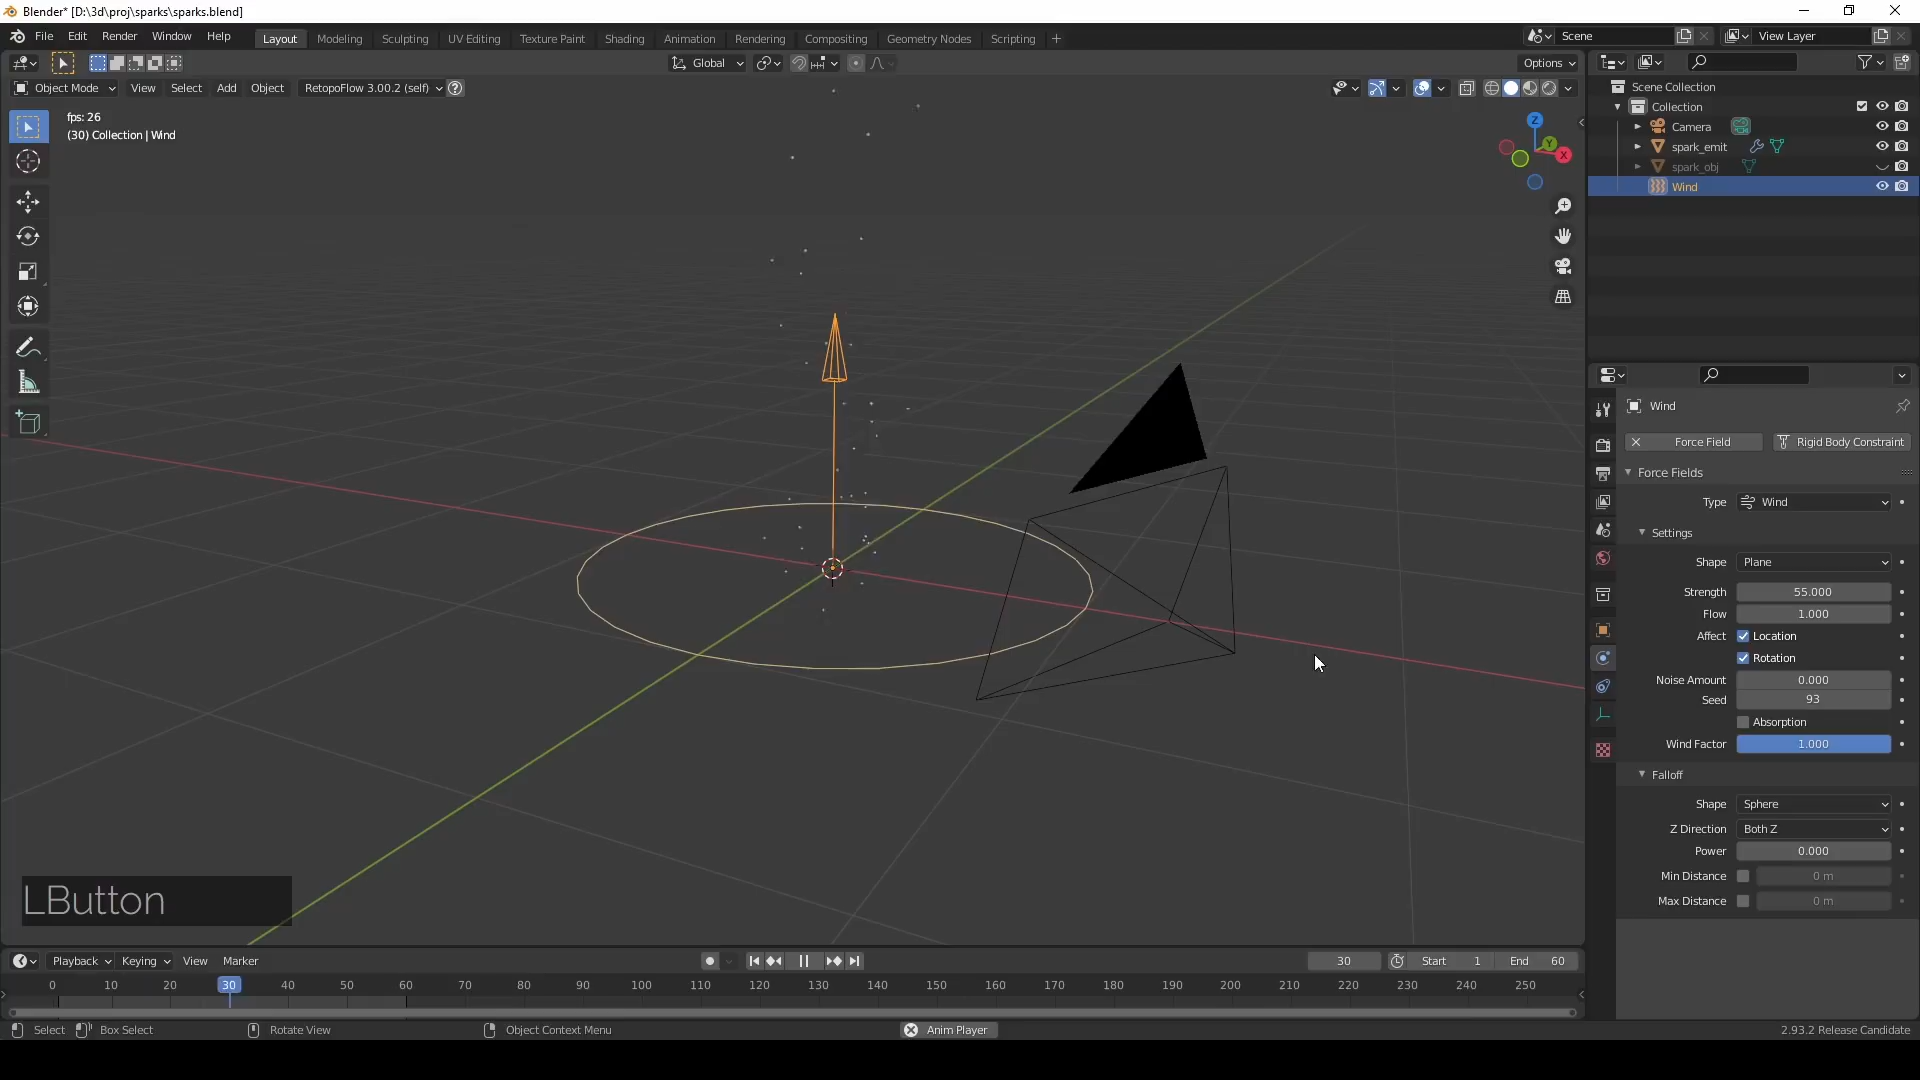 Blender* [D:\3d\proj\sparks\sparks.blend]
File Edit Render Window Help Layout Modeling Sculpting UV Editing Texture Paint Shading Animation Rendering Compositing Geometry Nodes Scripting + Scene View Layer
Global Options
Object Mode View Select Add Object RetopoFlow 3.00.2 (self) ?
fps: 26
(30) Collection | Wind
Z
Y
X
Scene Collection
Collection
Camera
spark_emit
spark_obj
Wind
Wind
Force Field Rigid Body Constraint
Force Fields
Type Wind
Settings
Shape Plane
Strength 55.000
Flow 1.000
Affect Location
Rotation
Noise Amount 0.000
Seed 93
Absorption
Wind Factor 1.000
Falloff
Shape Sphere
Z Direction Both Z
Power 0.000
Min Distance 0 m
Max Distance 0 m
LButton
Playback Keying View Marker 30 Start 1 End 60
0 10 20 30 40 50 60 70 80 90 100 110 120 130 140 150 160 170 180 190 200 210 220 230 240 250
Select Box Select Rotate View Object Context Menu Anim Player 2.93.2 Release Candidate